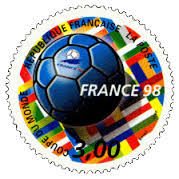 RÉPUBLIQUE FRANÇAISE LA POSTE
FRANCE 98
COUPE DU MONDE
3,00